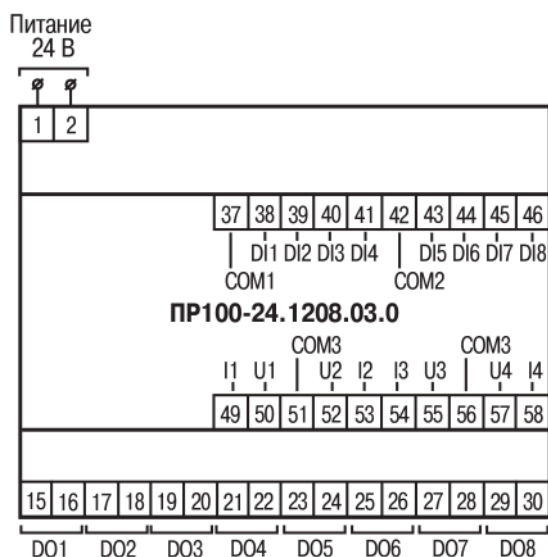 Питание
24 В
1 2
37 38 39 40 41 42 43 44 45 46
DI1 DI2 DI3 DI4 DI5 DI6 DI7 DI8
COM1 COM2
ПР100-24.1208.03.0
COM3 COM3
I1 U1 U2 I2 I3 U3 U4 I4
49 50 51 52 53 54 55 56 57 58
15 16 17 18 19 20 21 22 23 24 25 26 27 28 29 30
DO1 DO2 DO3 DO4 DO5 DO6 DO7 DO8